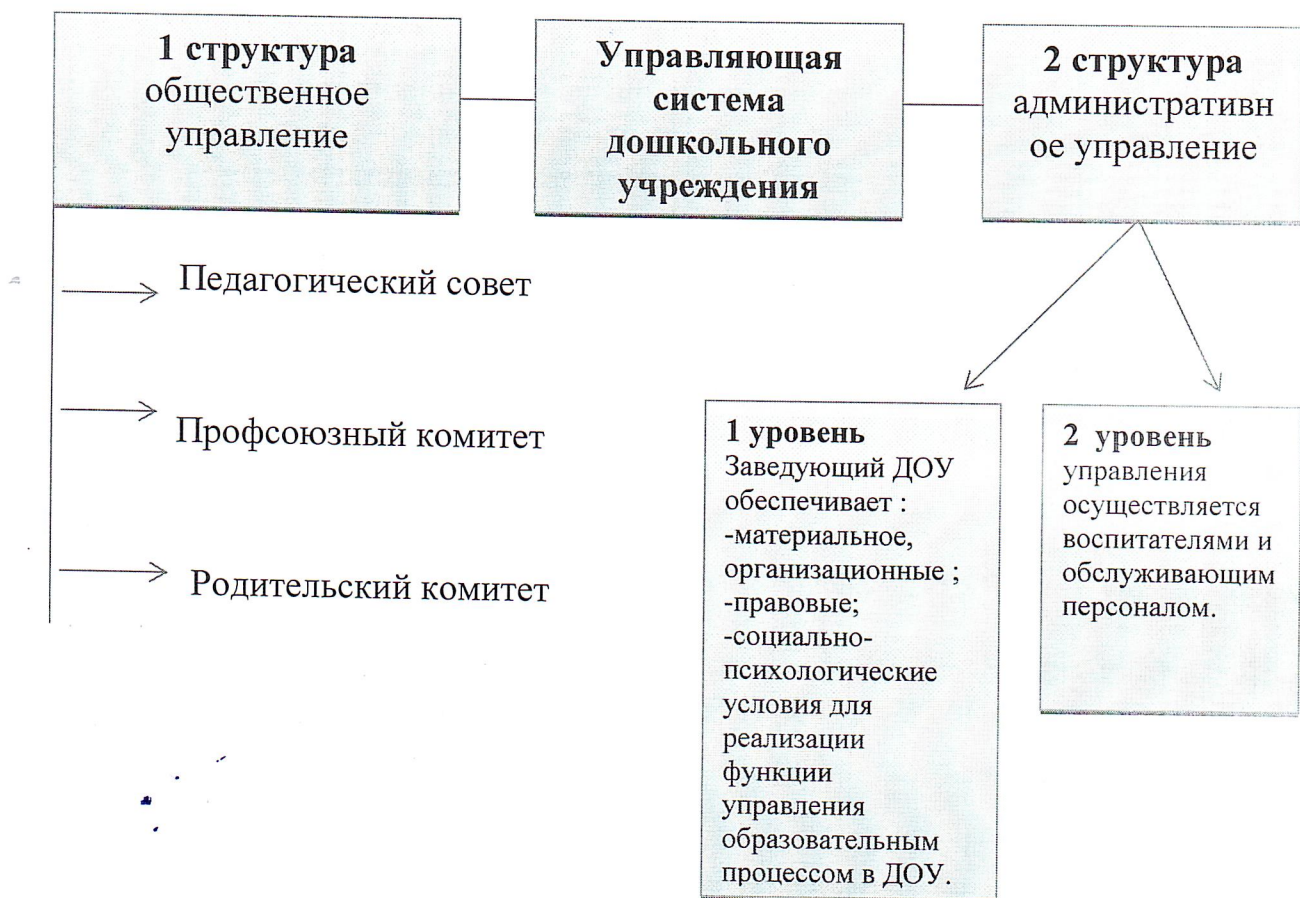 1 структура
общественное
управление
Управляющая
система
дошкольного
учреждения
2 структура
административн
ое управление
Педагогический совет
Профсоюзный комитет
Родительский комитет
1 уровень
Заведующий ДОУ
обеспечивает :
-материальное,
организационные ;
-правовые;
-социально-
психологические
условия для
реализации
функции
управления
образовательным
процессом в ДОУ.
2 уровень
управления
осуществляется
воспитателями и
обслуживающим
персоналом.